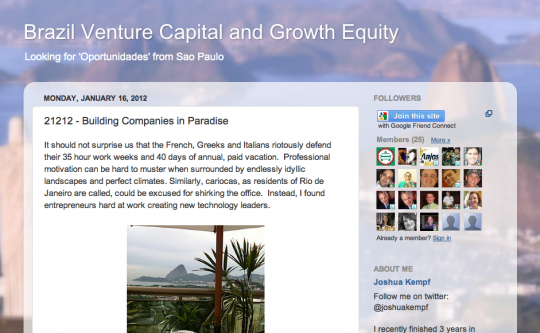 Brazil Venture Capital and Growth Equity
Looking for 'Oportunidades' from Sao Paulo
MONDAY, JANUARY 16, 2012
21212 - Building Companies in Paradise
It should not surprise us that the French, Greeks and Italians riotously defend
their 35 hour work weeks and 40 days of annual, paid vacation.  Professional
motivation can be hard to muster when surrounded by endlessly idyllic
landscapes and perfect climates. Similarly, cariocas, as residents of Rio de
Janeiro are called, could be excused for shirking the office.  Instead, I found
entrepreneurs hard at work creating new technology leaders.
FOLLOWERS
Join this site
with Google Friend Connect
Members (25)  More »
Anjos
Already a member? Sign in
ABOUT ME
Joshua Kempf
Follow me on twitter:
@joshuakempf
I recently finished 3 years in